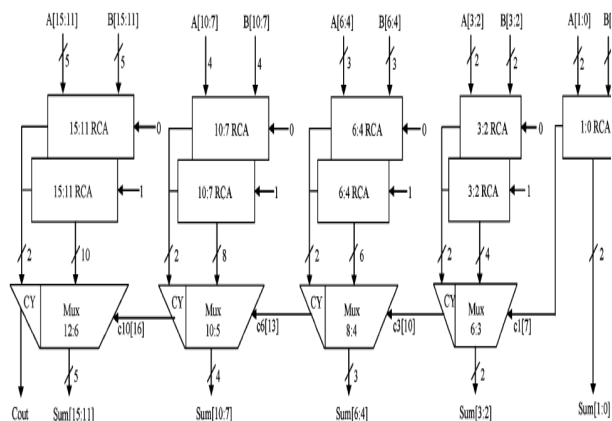 A[15:11] B[15:11] A[10:7] B[10:7] A[6:4] B[6:4] A[3:2] B[3:2] A[1:0] B[
5 5 4 4 3 3 2 2 2
15:11 RCA 0 10:7 RCA 0 6:4 RCA 0 3:2 RCA 0 1:0 RCA
15:11 RCA 1 10:7 RCA 1 6:4 RCA 1 3:2 RCA 1
2 10 2 8 2 6 2 4 2
CY Mux CY Mux CY Mux CY Mux
12:6 c10[16] 10:5 c6[13] 8:4 c3[10] 6:3 c1[7]
5 4 3 2
Cout Sum[15:11] Sum[10:7] Sum[6:4] Sum[3:2] Sum[1:0]